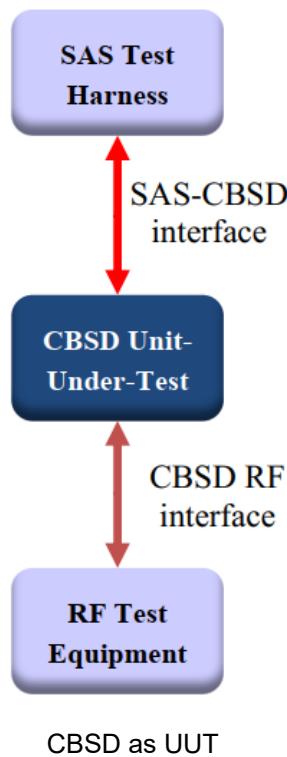 SAS Test
Harness
SAS-CBSD
interface
CBSD Unit-
Under-Test
CBSD RF
interface
RF Test
Equipment
CBSD as UUT